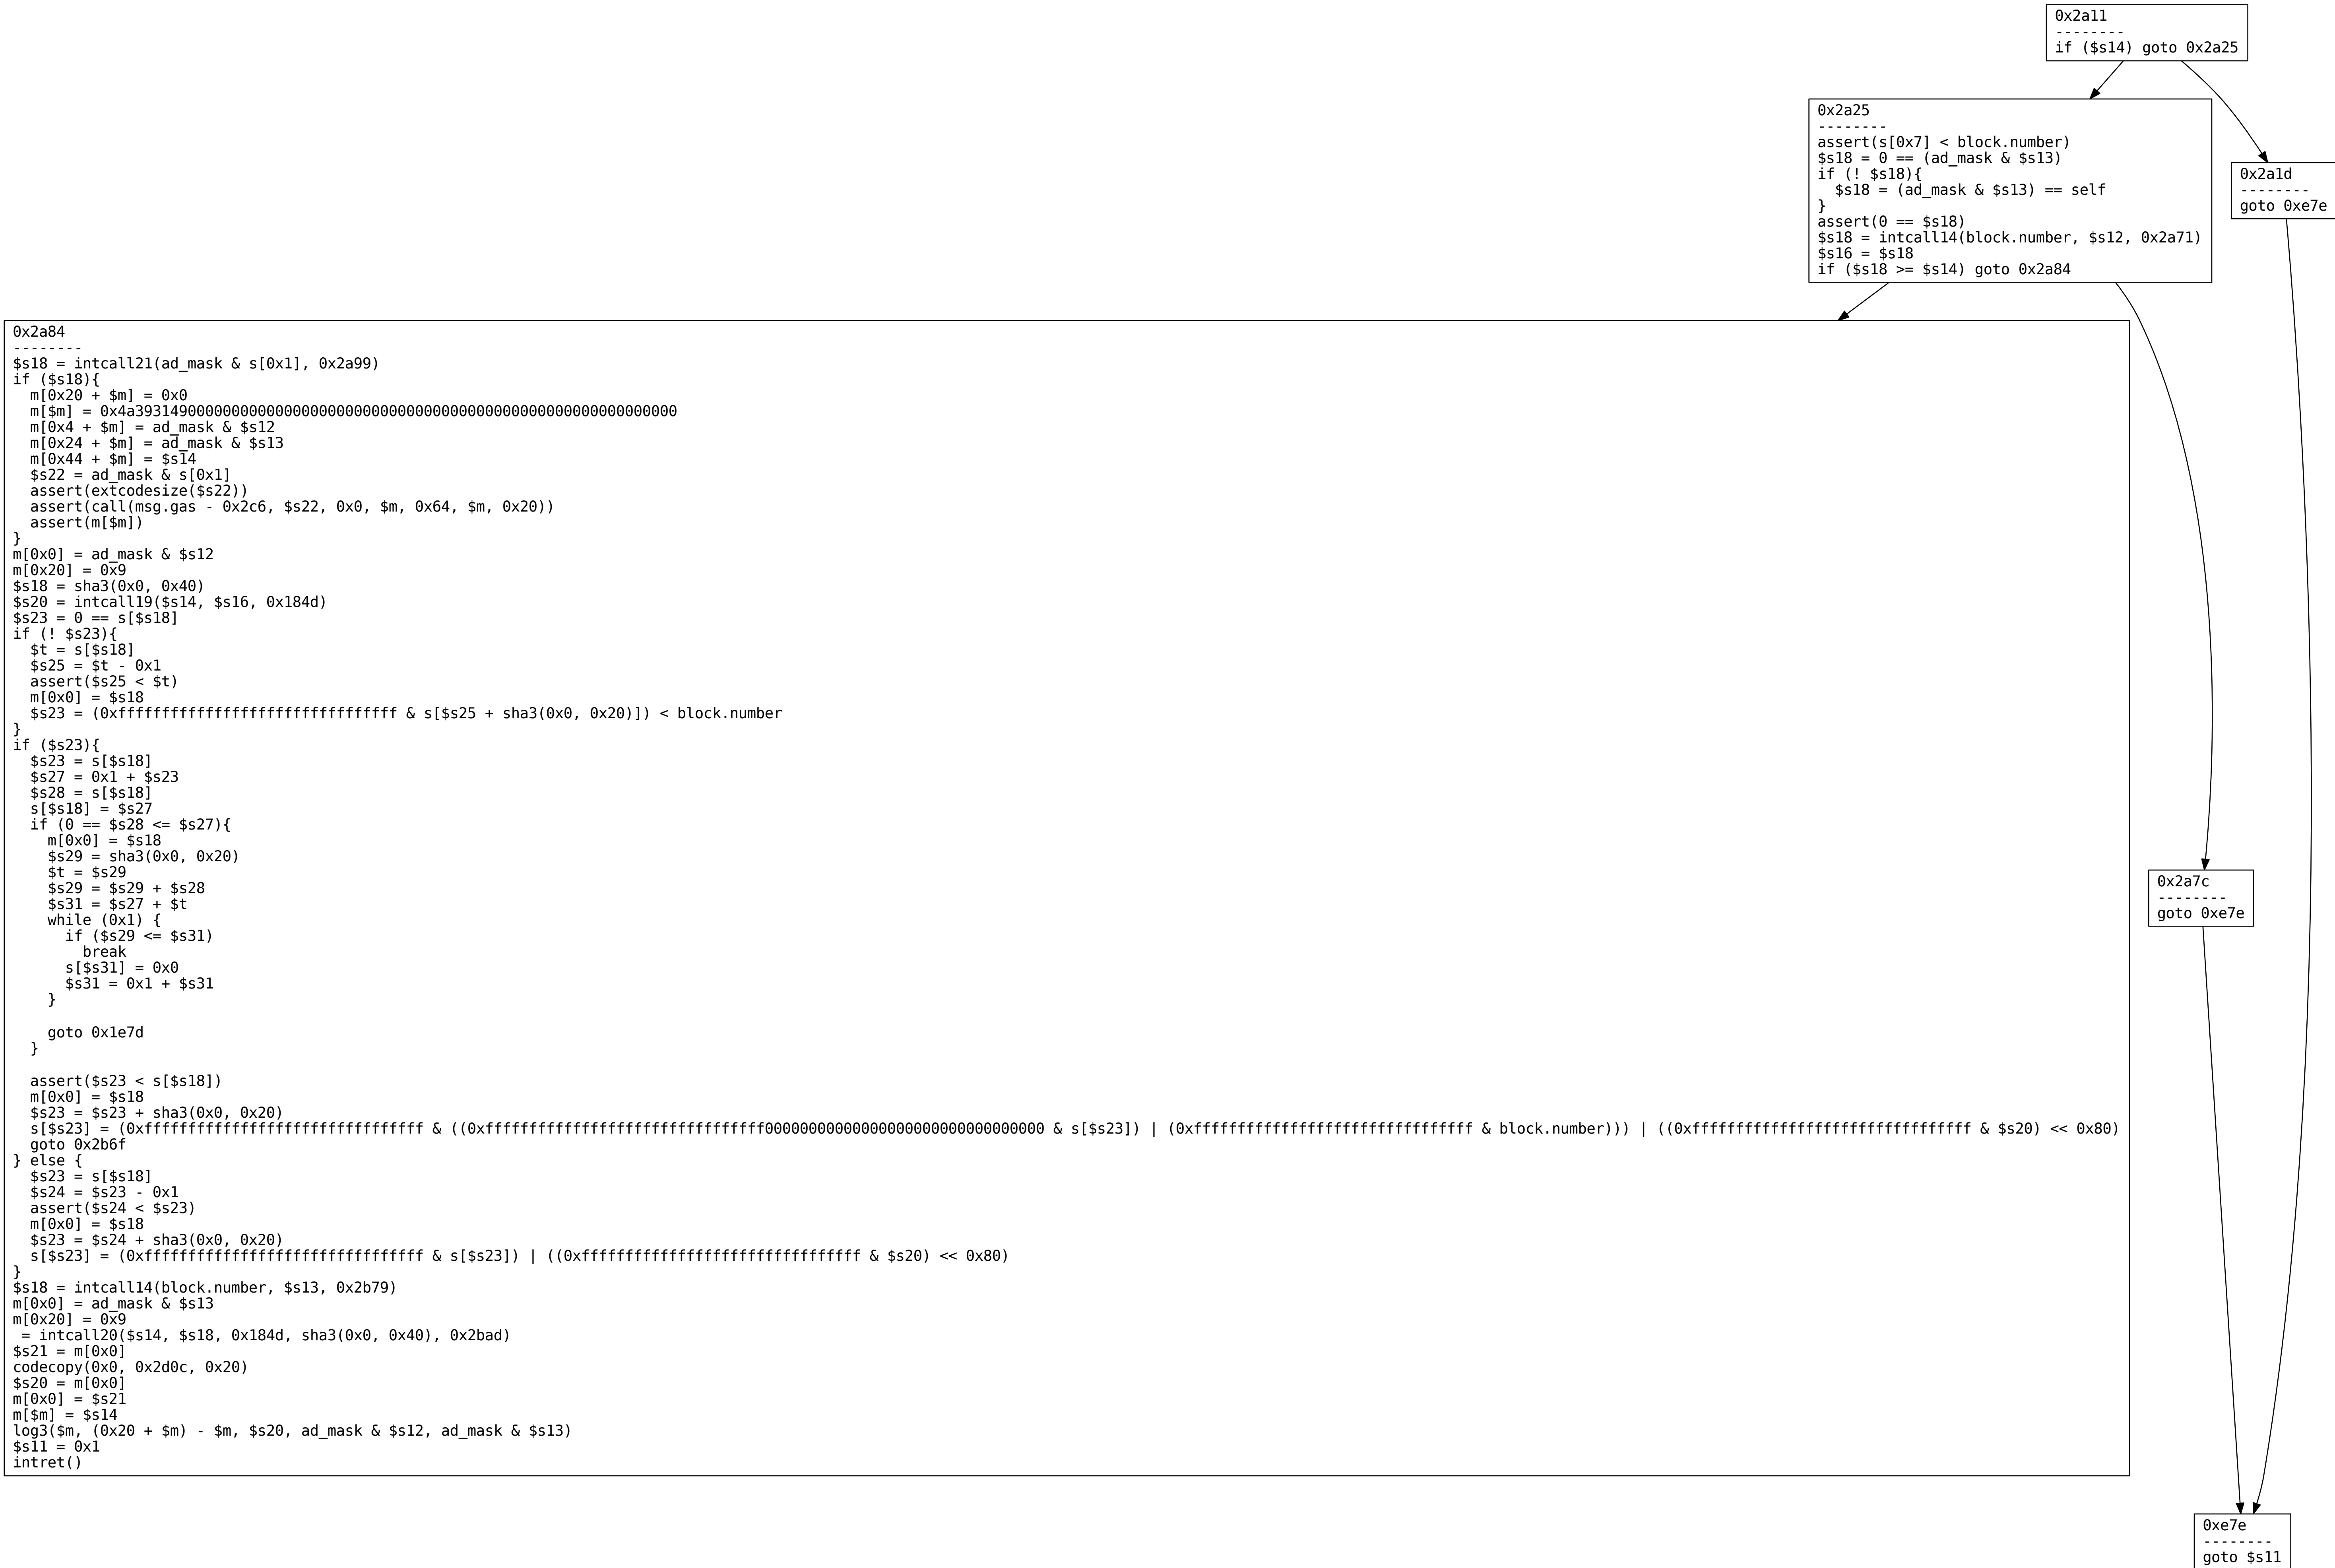 0x2a11
--------
if ($s14) goto 0x2a25
0x2a25
--------
assert(s[0x7] < block.number)
$s18 = 0 == (ad_mask & $s13)
if (! $s18){
  $s18 = (ad_mask & $s13) == self
}
assert(0 == $s18)
$s18 = intcall14(block.number, $s12, 0x2a71)
$s16 = $s18
if ($s18 >= $s14) goto 0x2a84
0x2a1d
--------
goto 0xe7e
0x2a84
--------
$s18 = intcall21(ad_mask & s[0x1], 0x2a99)
if ($s18){
  m[0x20 + $m] = 0x0
  m[$m] = 0x4a39314900000000000000000000000000000000000000000000000000000000
  m[0x4 + $m] = ad_mask & $s12
  m[0x24 + $m] = ad_mask & $s13
  m[0x44 + $m] = $s14
  $s22 = ad_mask & s[0x1]
  assert(extcodesize($s22))
  assert(call(msg.gas - 0x2c6, $s22, 0x0, $m, 0x64, $m, 0x20))
  assert(m[$m])
}
m[0x0] = ad_mask & $s12
m[0x20] = 0x9
$s18 = sha3(0x0, 0x40)
$s20 = intcall19($s14, $s16, 0x184d)
$s23 = 0 == s[$s18]
if (! $s23){
  $t = s[$s18]
  $s25 = $t - 0x1
  assert($s25 < $t)
  m[0x0] = $s18
  $s23 = (0xffffffffffffffffffffffffffffffff & s[$s25 + sha3(0x0, 0x20)]) < block.number
}
if ($s23){
  $s23 = s[$s18]
  $s27 = 0x1 + $s23
  $s28 = s[$s18]
  s[$s18] = $s27
  if (0 == $s28 <= $s27){
    m[0x0] = $s18
    $s29 = sha3(0x0, 0x20)
    $t = $s29
    $s29 = $s29 + $s28
    $s31 = $s27 + $t
    while (0x1) {
      if ($s29 <= $s31)
        break
      s[$s31] = 0x0
      $s31 = 0x1 + $s31
    }
    goto 0x1e7d
  }
  assert($s23 < s[$s18])
  m[0x0] = $s18
  $s23 = $s23 + sha3(0x0, 0x20)
  s[$s23] = (0xffffffffffffffffffffffffffffffff & ((0xffffffffffffffffffffffffffffffff00000000000000000000000000000000 & s[$s23]) | (0xffffffffffffffffffffffffffffffff & block.number))) | ((0xffffffffffffffffffffffffffffffff & $s20) << 0x80)
  goto 0x2b6f
} else {
  $s23 = s[$s18]
  $s24 = $s23 - 0x1
  assert($s24 < $s23)
  m[0x0] = $s18
  $s23 = $s24 + sha3(0x0, 0x20)
  s[$s23] = (0xffffffffffffffffffffffffffffffff & s[$s23]) | ((0xffffffffffffffffffffffffffffffff & $s20) << 0x80)
}
$s18 = intcall14(block.number, $s13, 0x2b79)
m[0x0] = ad_mask & $s13
m[0x20] = 0x9
 = intcall20($s14, $s18, 0x184d, sha3(0x0, 0x40), 0x2bad)
$s21 = m[0x0]
codecopy(0x0, 0x2d0c, 0x20)
$s20 = m[0x0]
m[0x0] = $s21
m[$m] = $s14
log3($m, (0x20 + $m) - $m, $s20, ad_mask & $s12, ad_mask & $s13)
$s11 = 0x1
intret()
0x2a7c
--------
goto 0xe7e
0xe7e
--------
goto $s11